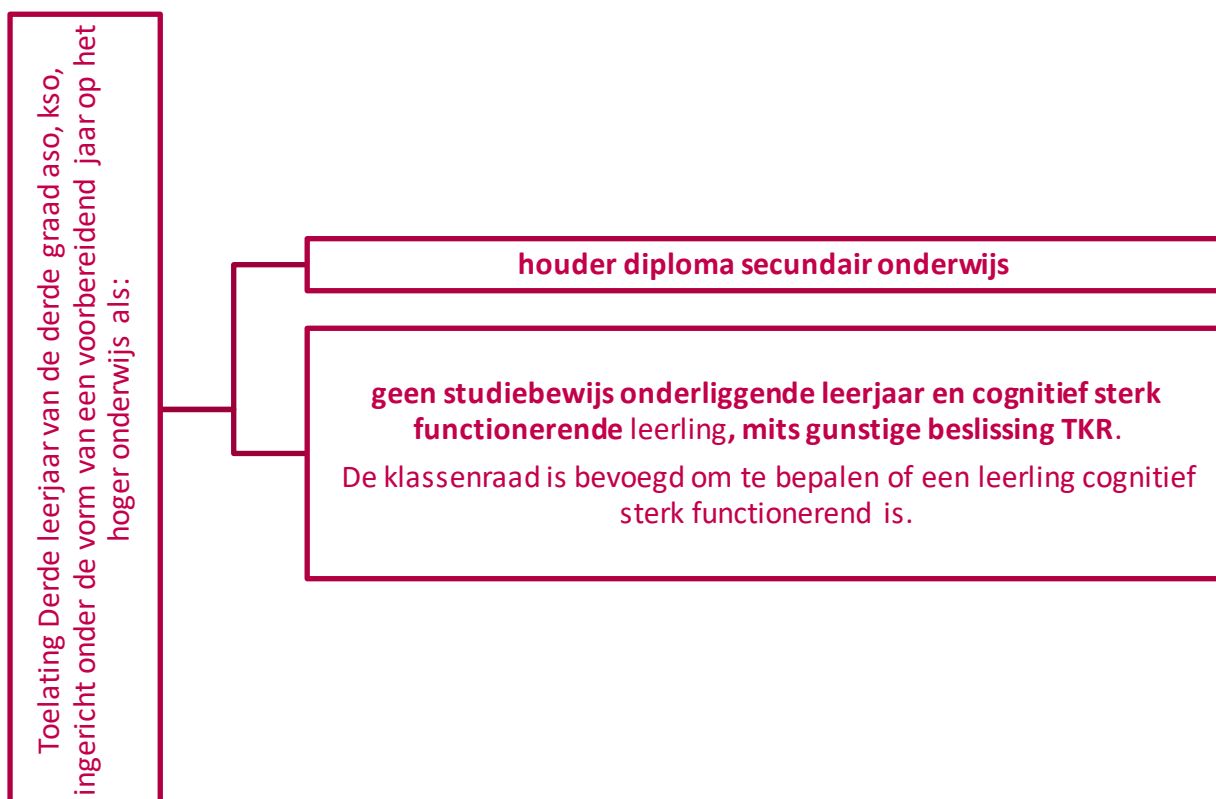 Toelating Derde leerjaar van de derde graad aso, kso,
ingericht onder de vorm van een voorbereidend jaar op het
hoger onderwijs als:
houder diploma secundair onderwijs
geen studiebewijs onderliggende leerjaar en cognitief sterk
functionerende leerling, mits gunstige beslissing TKR.
De klassenraad is bevoegd om te bepalen of een leerling cognitief
sterk functionerend is.